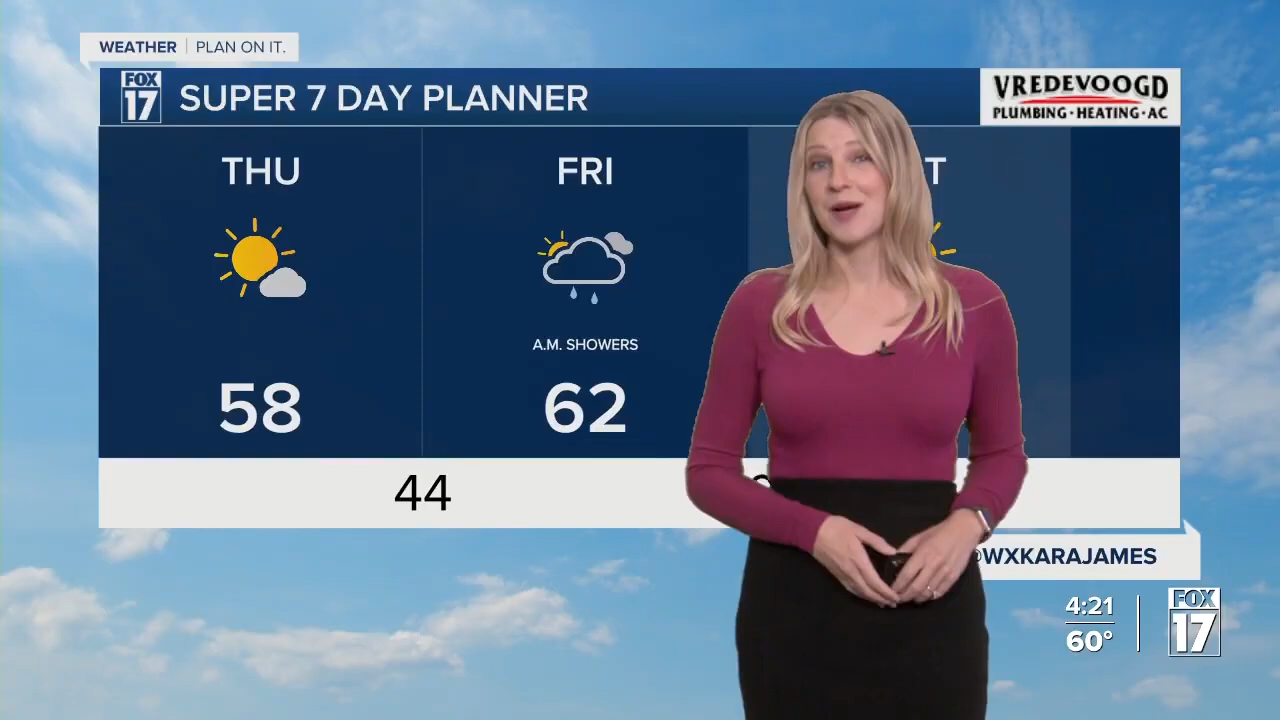 WEATHER | PLAN ON IT.
FOX 17
SUPER 7 DAY PLANNER
VREDEVOOGD
PLUMBING · HEATING · AC
THU
FRI
T
A.M. SHOWERS
58
62
44
@WXKARAJAMES
4:21
60°
FOX 17